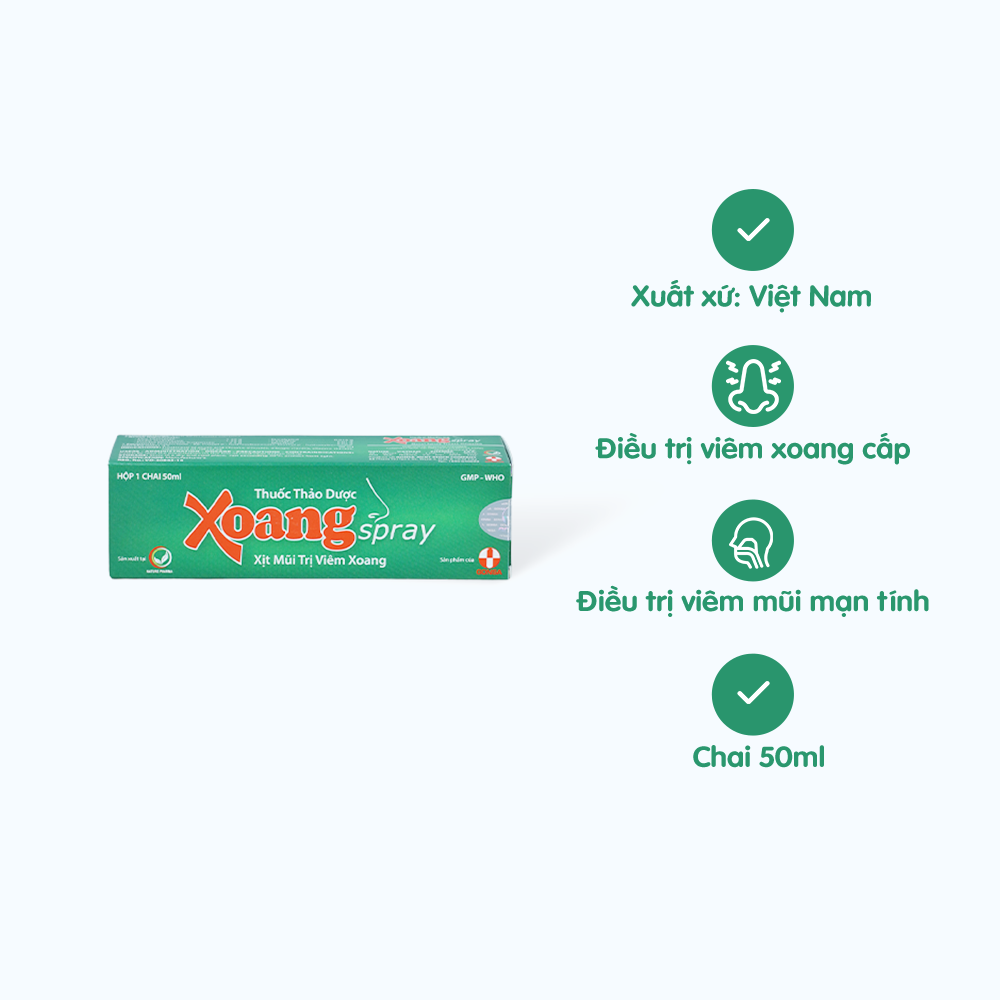 HỘP 1 CHAI 50ml
GMP - WHO
Thuốc Thảo Dược
Xoang spray
Xịt Mũi Trị Viêm Xoang
Sản xuất tại
Sản phẩm của
Xoang spray
Xuất xứ: Việt Nam
Điều trị viêm xoang cấp
Điều trị viêm mũi mạn tính
Chai 50ml